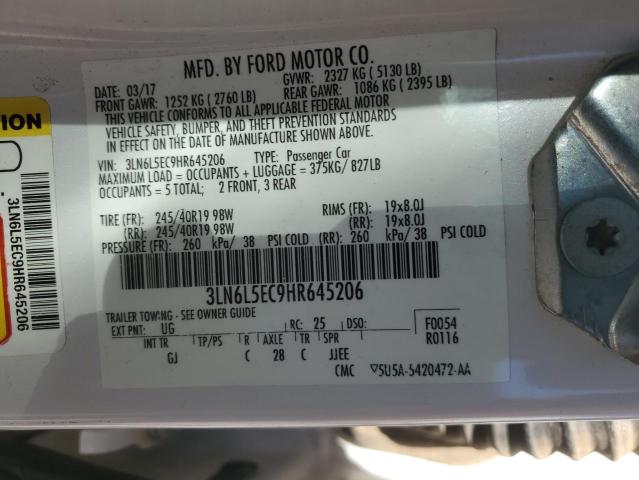 MFD. BY FORD MOTOR CO.
DATE: 03/17 GVWR: 2327 KG ( 5130 LB)
FRONT GAWR: 1252 KG ( 2760 LB) REAR GAWR: 1086 KG ( 2395 LB)
THIS VEHICLE CONFORMS TO ALL APPLICABLE FEDERAL MOTOR
VEHICLE SAFETY, BUMPER, AND THEFT PREVENTION STANDARDS
IN EFFECT ON THE DATE OF MANUFACTURE SHOWN ABOVE.
VIN: 3LN6L5EC9HR645206 TYPE: Passenger Car
MAXIMUM LOAD = OCCUPANTS + LUGGAGE = 375KG/ 827LB
OCCUPANTS = 5 TOTAL; 2 FRONT, 3 REAR
TIRE (FR): 245/40R19 98W RIMS (FR): 19x8.0J
(RR): 245/40R19 98W (RR): 19x8.0J
PRESSURE (FR): 260 kPa/ 38 PSI COLD (RR): 260 kPa/ 38 PSI COLD
3LN6L5EC9HR645206
TRAILER TOWING - SEE OWNER GUIDE
EXT PNT: UG RC: 25 DSO: F0054
INT TR TP/PS R AXLE TR SPR R0116
GJ C 28 C JJEE
CMC 5U5A-5420472-AA
3LN6L5EC9HR645206